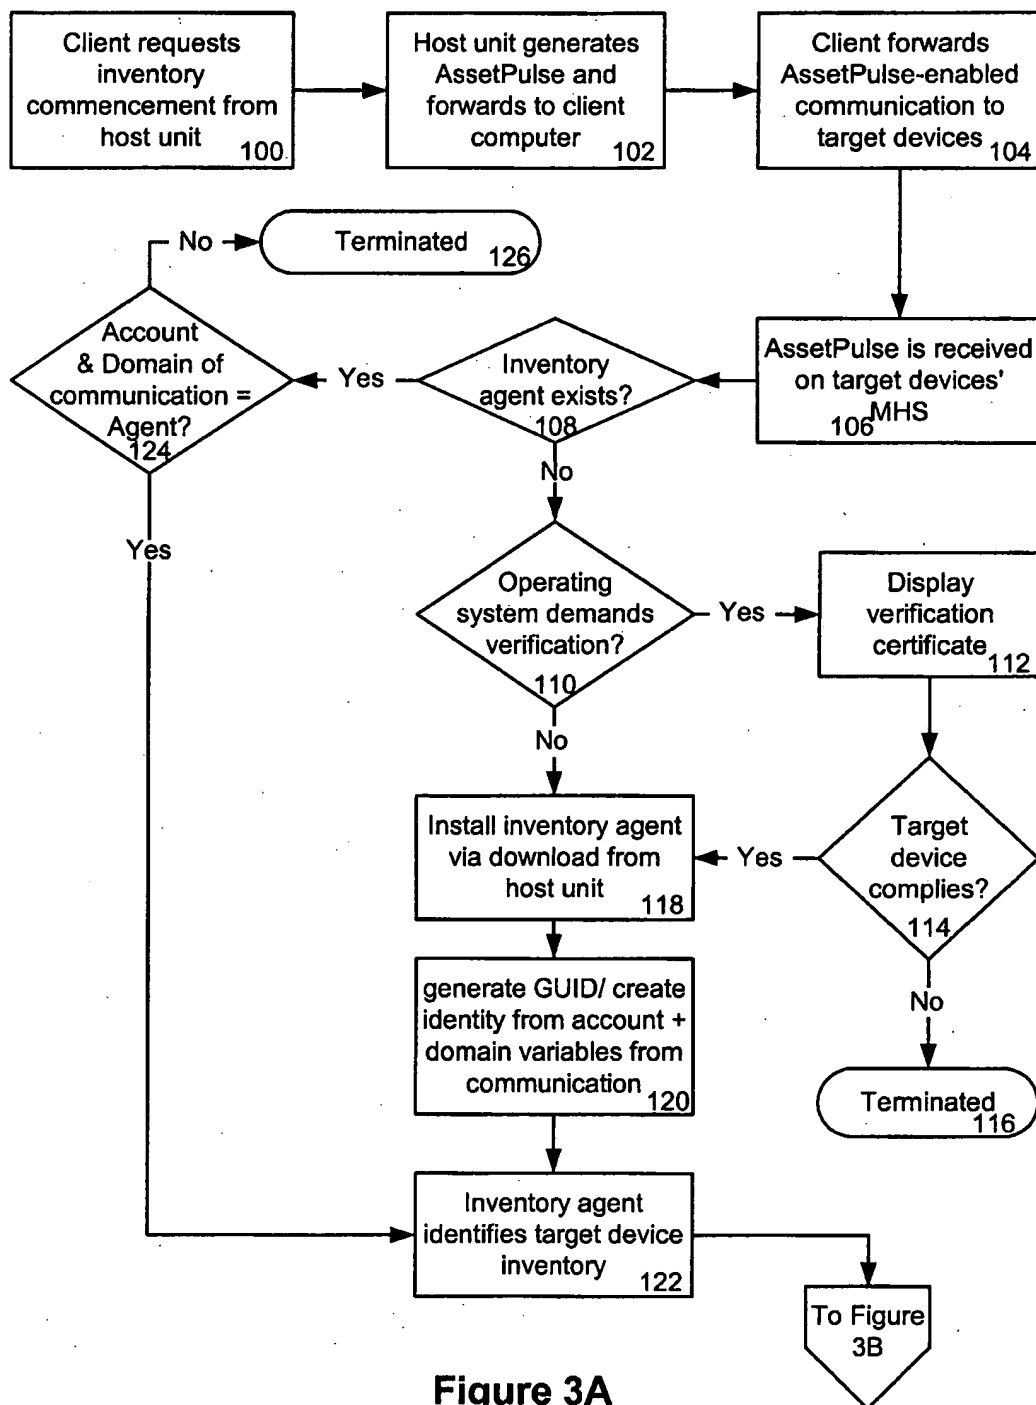 Client requests
inventory
commencement from
host unit
100
Host unit generates
AssetPulse and
forwards to client
computer
102
Client forwards
AssetPulse-enabled
communication to
target devices
104
No
Terminated
126
Account
& Domain of
communication =
Agent?
124
Yes
Inventory
agent exists?
108
AssetPulse is received
on target devices'
MHS
106
No
Yes
Operating
system demands
verification?
110
Yes
Display
verification
certificate
112
No
Install inventory agent
via download from
host unit
118
Yes
Target
device
complies?
114
generate GUID/ create
identity from account +
domain variables from
communication
120
No
Terminated
116
Inventory agent
identifies target device
inventory
122
To Figure
3B
Figure 3A